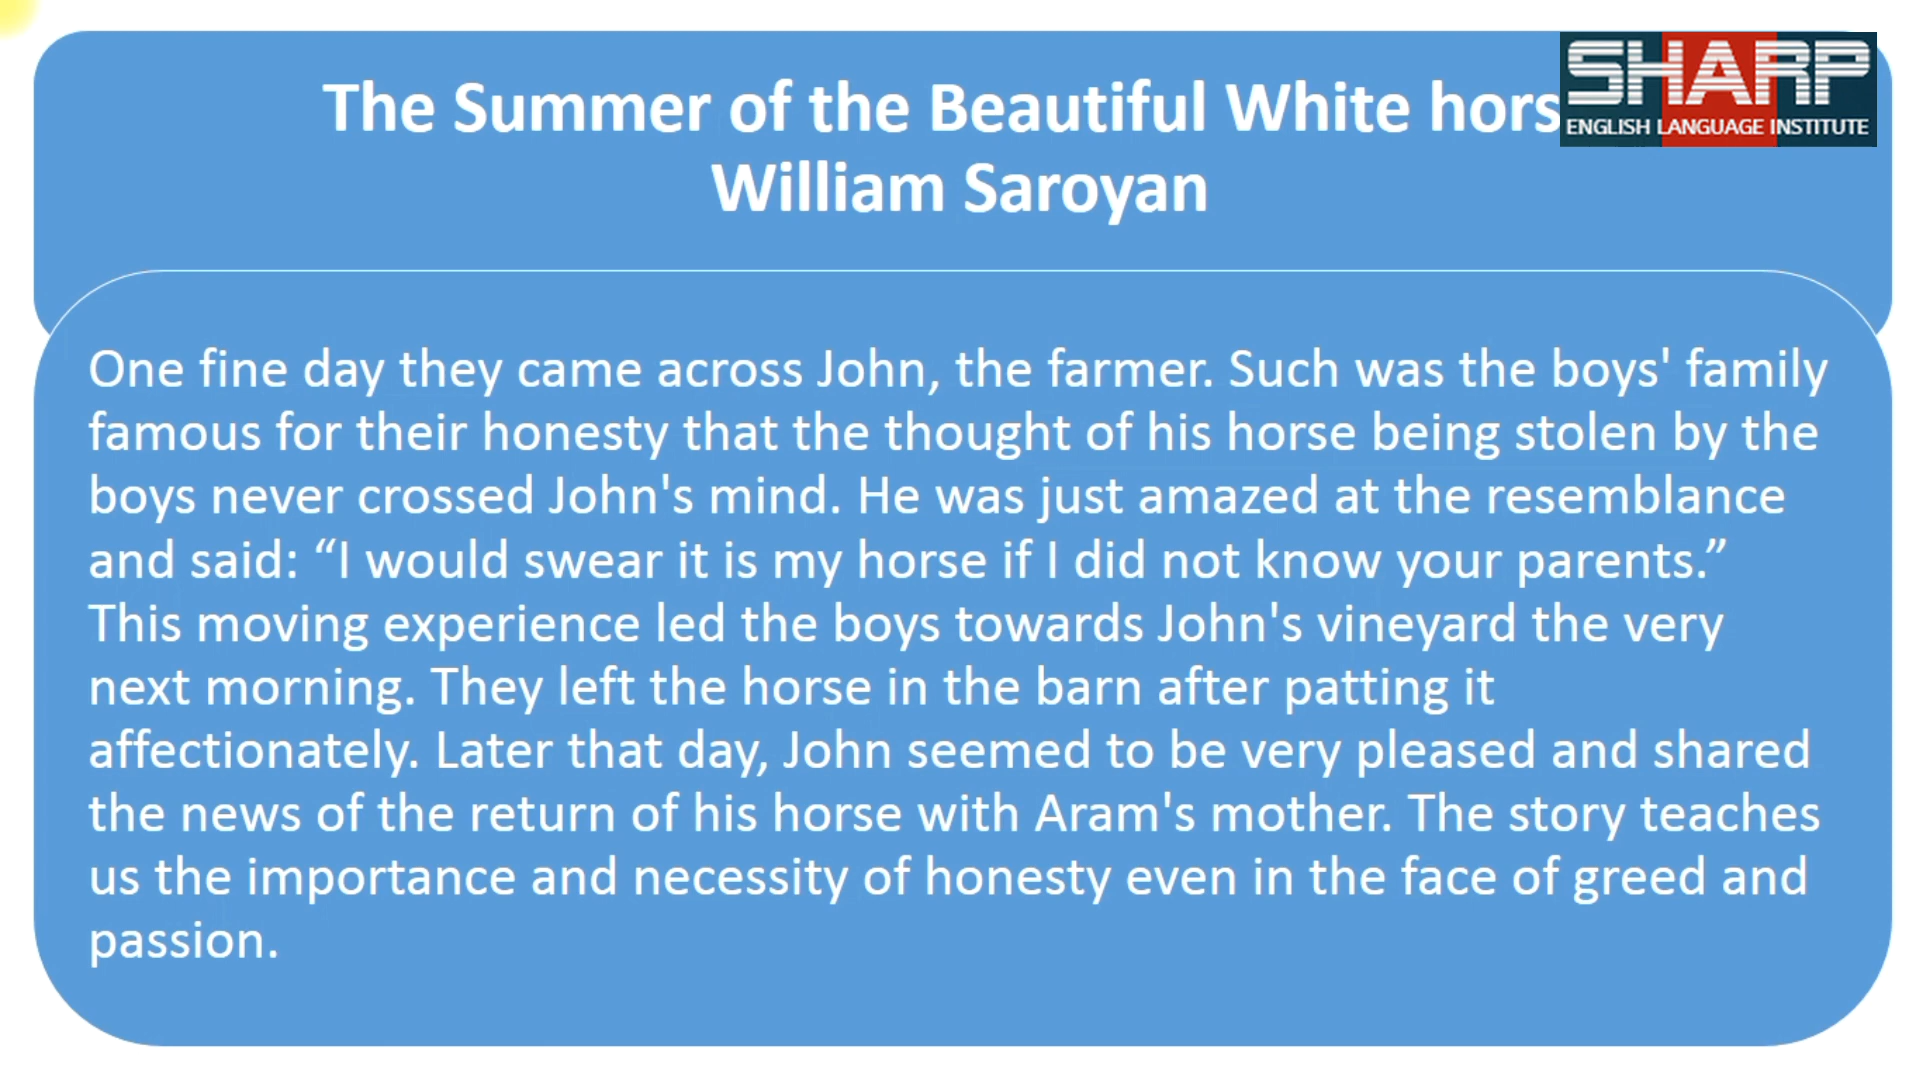 The Summer of the Beautiful White hors
William Saroyan
SHARP
ENGLISH LANGUAGE INSTITUTE
One fine day they came across John, the farmer. Such was the boys' family
famous for their honesty that the thought of his horse being stolen by the
boys never crossed John's mind. He was just amazed at the resemblance
and said: “I would swear it is my horse if I did not know your parents.”
This moving experience led the boys towards John's vineyard the very
next morning. They left the horse in the barn after patting it
affectionately. Later that day, John seemed to be very pleased and shared
the news of the return of his horse with Aram's mother. The story teaches
us the importance and necessity of honesty even in the face of greed and
passion.